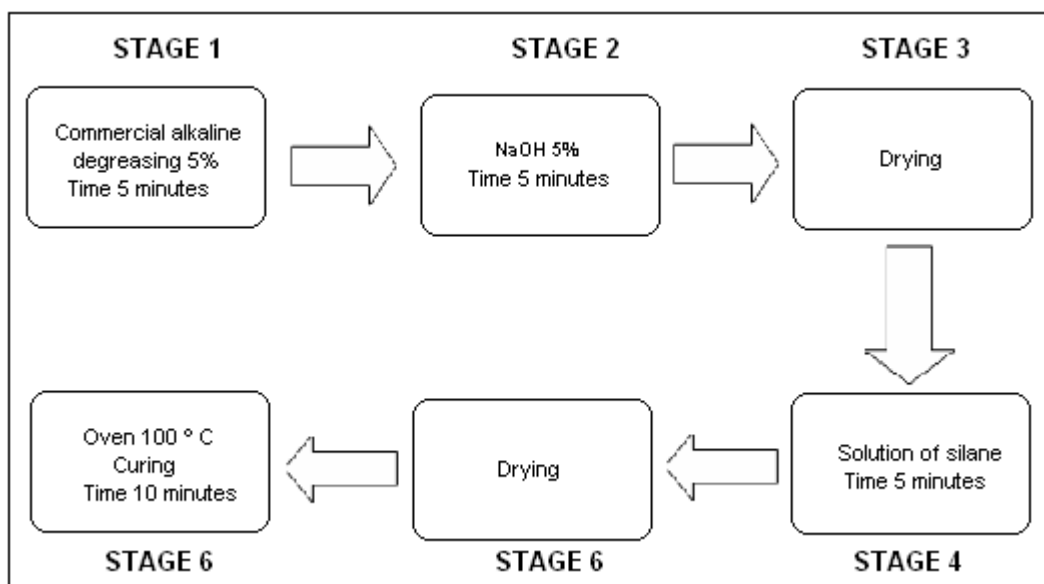 STAGE 1
Commercial alkaline
degreasing 5%
Time 5 minutes
STAGE 2
NaOH 5%
Time 5 minutes
STAGE 3
Drying
Solution of silane
Time 5 minutes
STAGE 4
Drying
STAGE 6
Oven 100 ° C
Curing
Time 10 minutes
STAGE 6